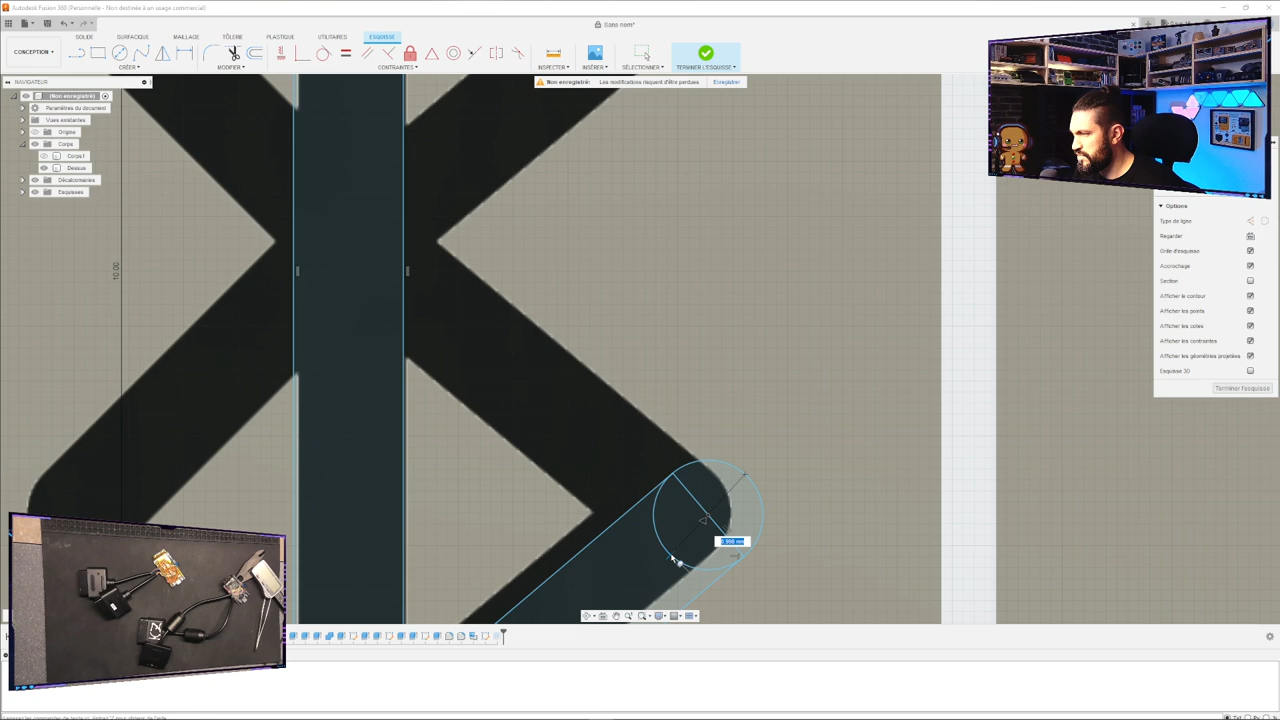 Autodesk Fusion 360 (Personnelle - Non destinée à un usage commercial)
Sans nom*
CONCEPTION
SOLIDE SURFACIQUE MAILLAGE TÔLERIE PLASTIQUE UTILITAIRES ESQUISSE
CRÉER MODIFIER CONTRAINTES INSPECTER INSÉRER SÉLECTIONNER TERMINER L'ESQUISSE
NAVIGATEUR
Non enregistré: Les modifications risquent d'être perdues Enregistrer
(Non enregistré)
Paramètres du document
Vues existantes
Origine
Corps
Corps1
Dessus
Décalcomanies
Esquisses
10.00
Options
Type de ligne
Regarder
Grille d'esquisse
Accrochage
Section
Afficher le contour
Afficher les points
Afficher les cotes
Afficher les contraintes
Afficher les géométries projetées
Esquisse 3D
Terminer l'esquisse